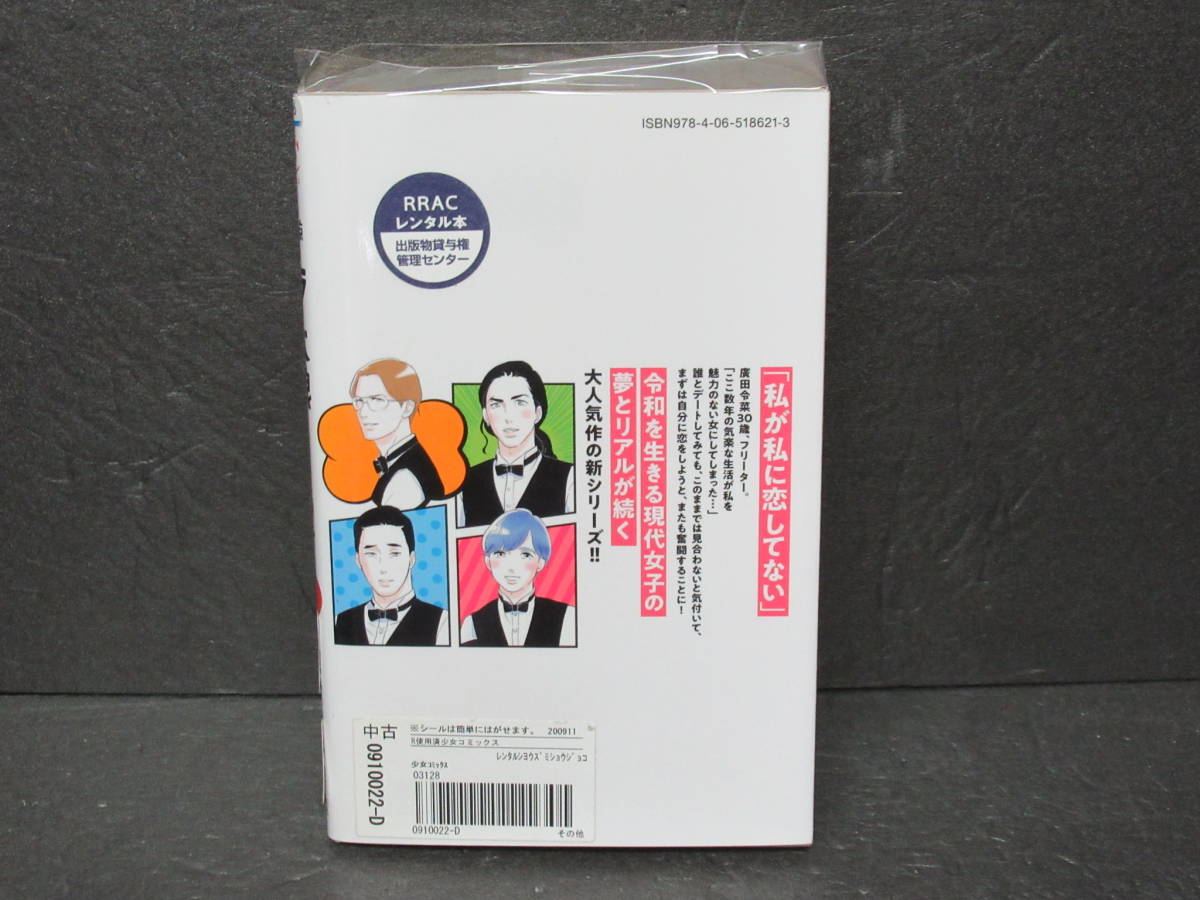 ISBN978-4-06-518621-3
RRAC
レンタル本
出版物貸与権
管理センター
「私が私に恋してない」
廣田令菜30歳、フリーター。
「ここ数年の気楽な生活が私を
魅力のない女にしてしまった…」
誰とデートしてみても、このままでは見合わないと気付いて、
まずは自分に恋をしようと、またも奮闘することに！
令和を生きる現代女子の
夢とリアルが続く
大人気作の新シリーズ!!
中古
0910022-D
※シールは簡単にはがせます。 200911
R使用済少女コミックス
レンタルシヨウズﾞミショウジﾞョコ
少女コミックス
03128
0910022-D
その他